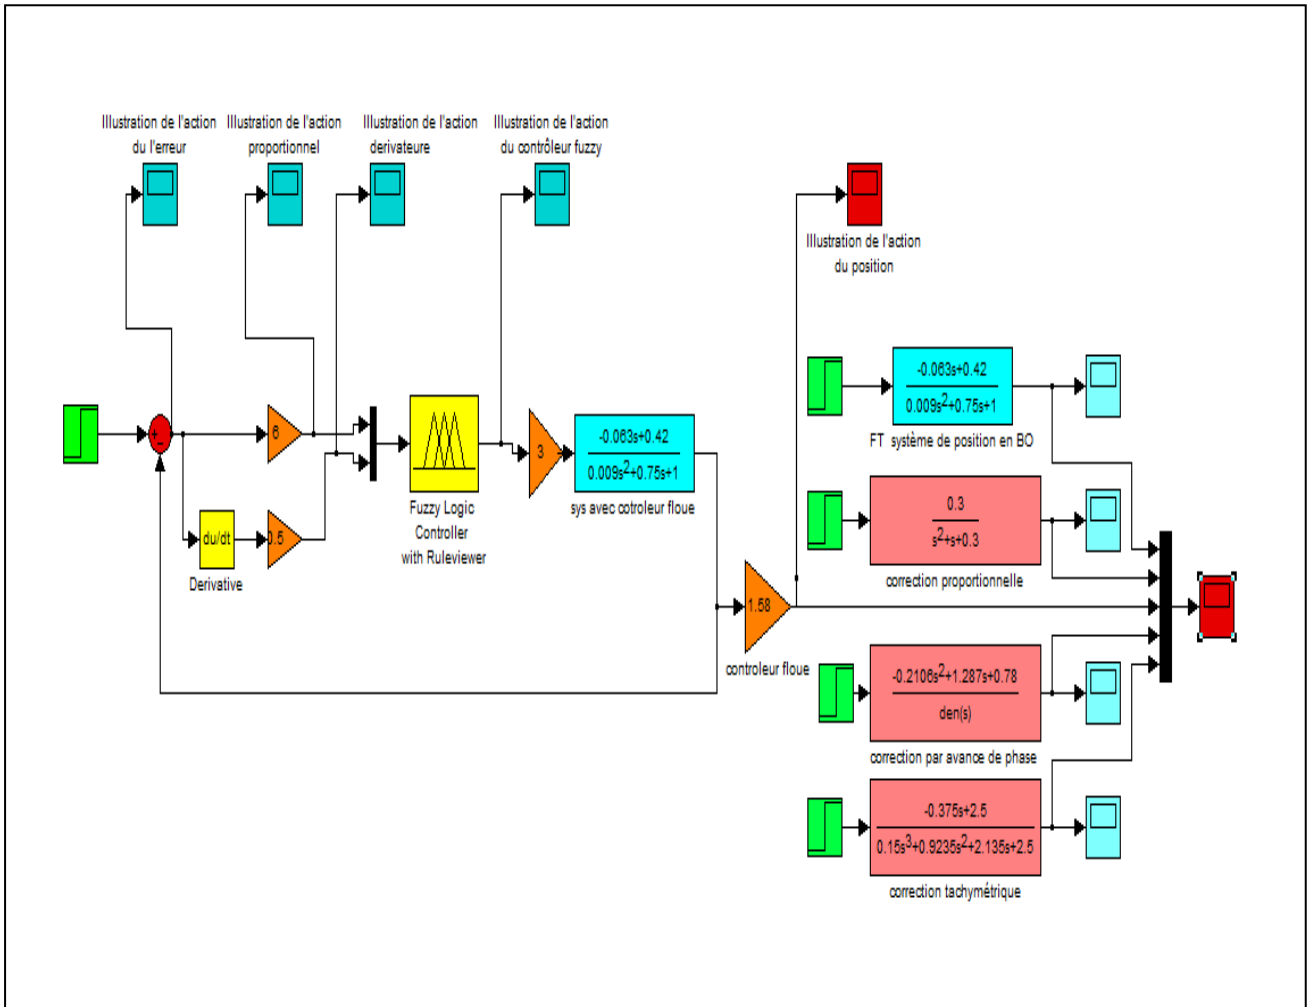 Illustration de l'action
du l'erreur
Illustration de l'action
proportionnel
Illustration de l'action
derivateure
Illustration de l'action
du contrôleur fuzzy
Illustration de l'action
du position
-0.063s+0.42
0.009s²+0.75s+1
FT système de position en BO
+
-
6
3
-0.063s+0.42
0.009s²+0.75s+1
sys avec cotroleur floue
Fuzzy Logic
Controller
with Ruleviewer
du/dt
Derivative
0.5
0.3
s²+s+0.3
correction proportionnelle
1.58
controleur floue
-0.2106s²+1.287s+0.78
den(s)
correction par avance de phase
-0.375s+2.5
0.15s³+0.9235s²+2.135s+2.5
correction tachymétrique